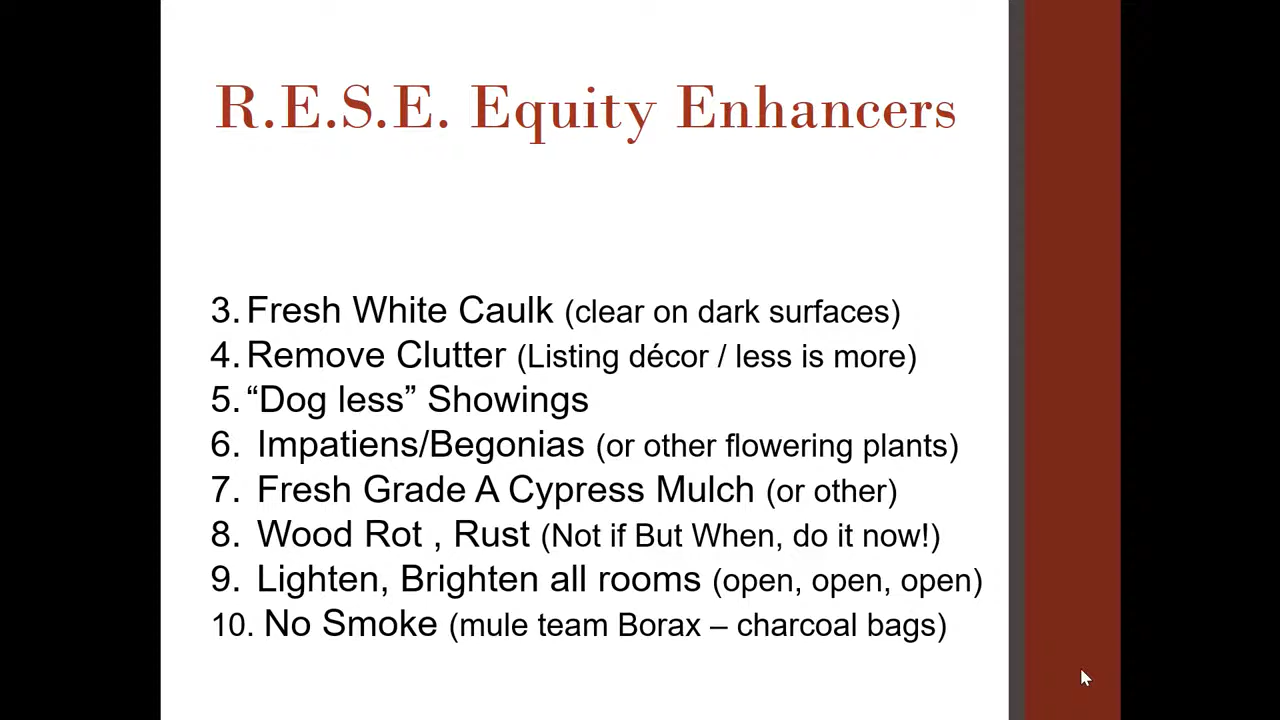 R.E.S.E. Equity Enhancers
3. Fresh White Caulk (clear on dark surfaces)
4. Remove Clutter (Listing décor / less is more)
5. “Dog less” Showings
6. Impatiens/Begonias (or other flowering plants)
7. Fresh Grade A Cypress Mulch (or other)
8. Wood Rot , Rust (Not if But When, do it now!)
9. Lighten, Brighten all rooms (open, open, open)
10. No Smoke (mule team Borax – charcoal bags)